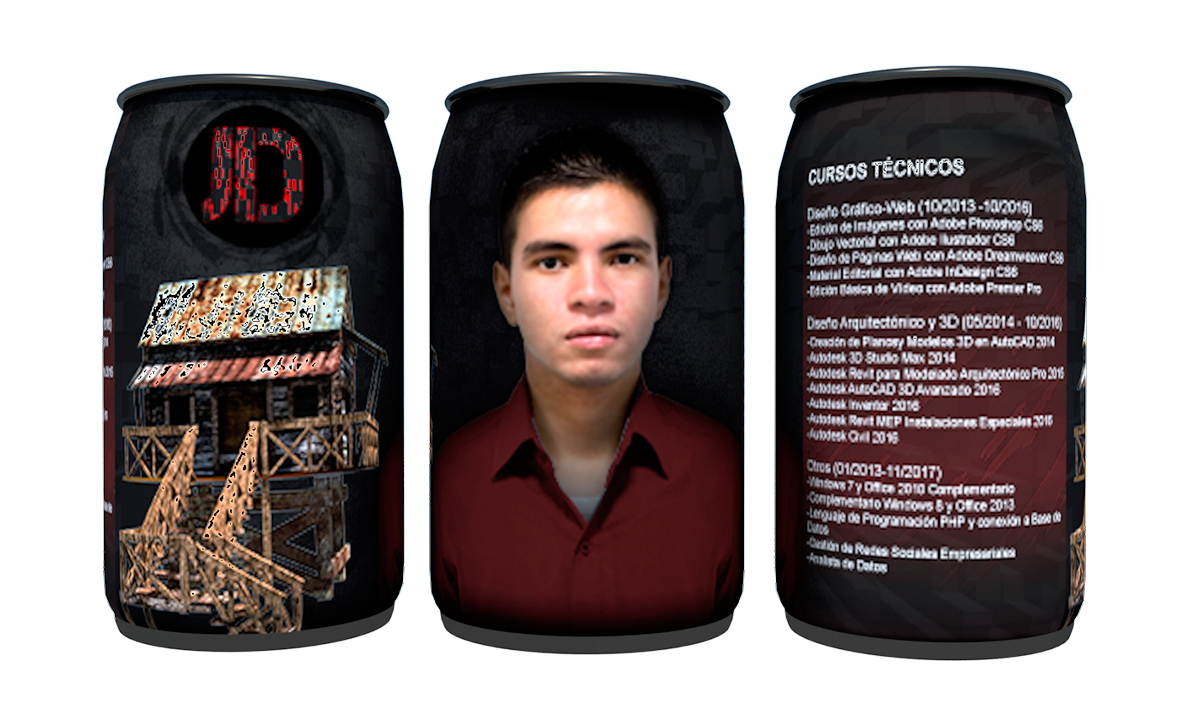 JD
CURSOS TÉCNICOS
Diseño Gráfico-Web (10/2013 -10/2016)
-Edición de Imágenes con Adobe Photoshop CS6
-Dibujo Vectorial con Adobe Illustrador CS6
-Diseño de Páginas Web con Adobe Dreamweaver CS6
-Material Editorial con Adobe InDesign CS6
-Edición Básica de Video con Adobe Premier Pro
Diseño Arquitectónico y 3D (05/2014 - 10/2016)
-Creación de Planosy Modelos 3D en AutoCAD 2014
-Autodesk 3D Studio Max 2014
-Autodesk Revit para Modelado Arquitectónico Pro 2015
-Autodesk AutoCAD 3D Avanzado 2016
-Autodesk Inventor 2016
-Autodesk Revit MEP Instalaciones Especiales 2015
-Autodesk Civil 2016
Otros (01/2013-11/2017)
-Windows 7 y Office 2010 Complementario
-Complementario Windows 8 y Office 2013
-Lenguaje de Programación PHP y conexión a Base de
Datos
-Gestión de Redes Sociales Empresariales
-Analista de Datos